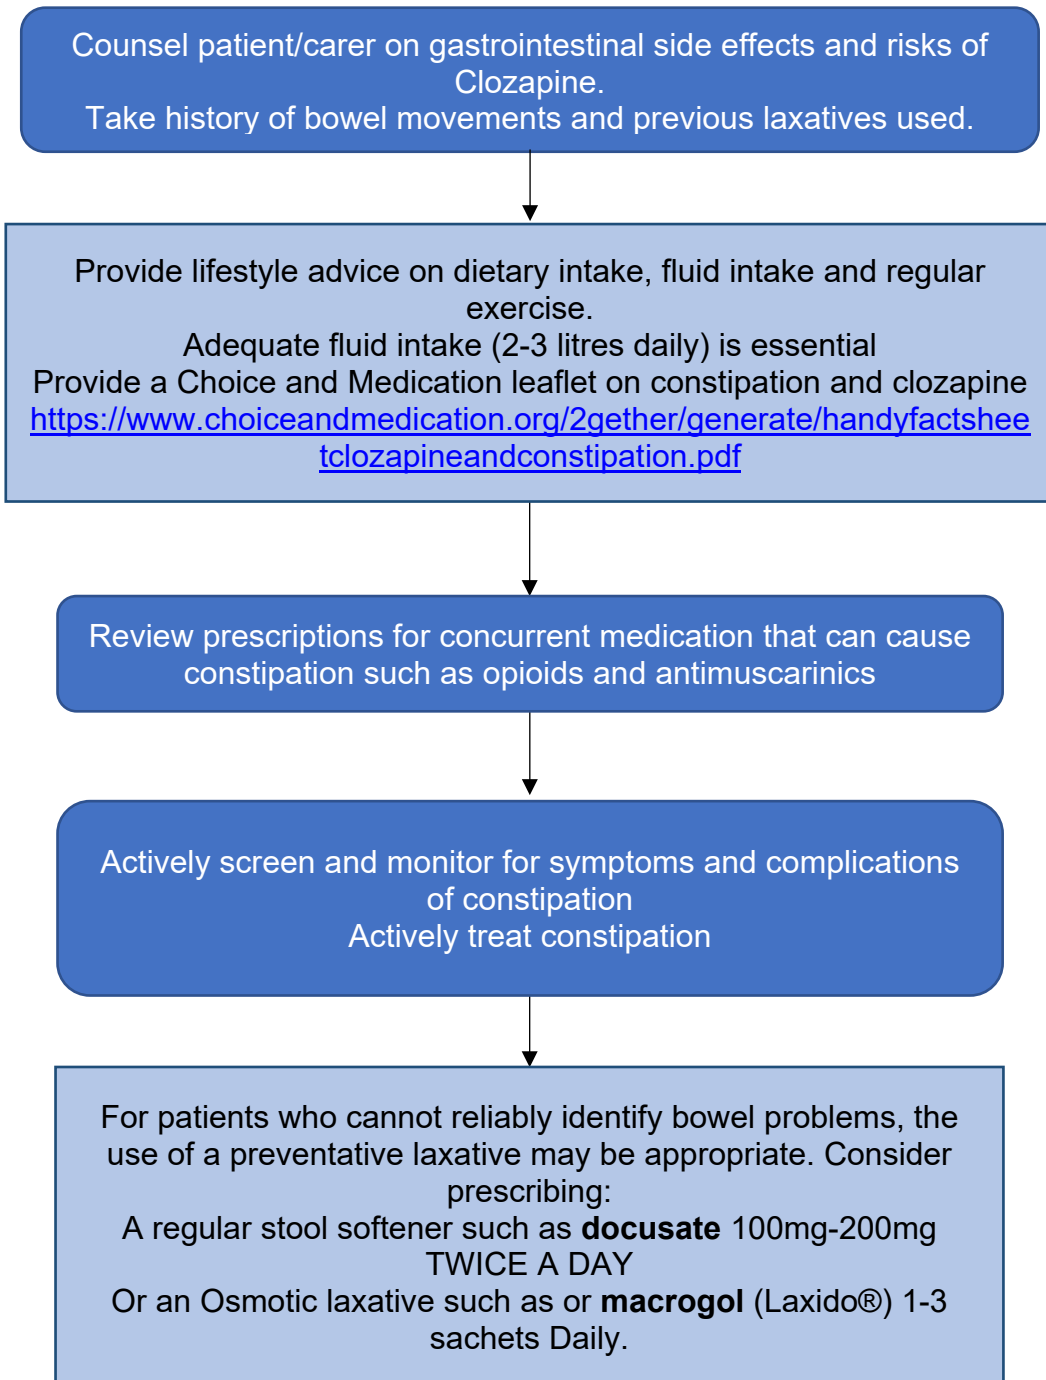 Counsel patient/carer on gastrointestinal side effects and risks of
Clozapine.
Take history of bowel movements and previous laxatives used.
Provide lifestyle advice on dietary intake, fluid intake and regular
exercise.
Adequate fluid intake (2-3 litres daily) is essential
Provide a Choice and Medication leaflet on constipation and clozapine
https://www.choiceandmedication.org/2gether/generate/handyfactshee
tclozapineandconstipation.pdf
Review prescriptions for concurrent medication that can cause
constipation such as opioids and antimuscarinics
Actively screen and monitor for symptoms and complications
of constipation
Actively treat constipation
For patients who cannot reliably identify bowel problems, the
use of a preventative laxative may be appropriate. Consider
prescribing:
A regular stool softener such as docusate 100mg-200mg
TWICE A DAY
Or an Osmotic laxative such as or macrogol (Laxido®) 1-3
sachets Daily.